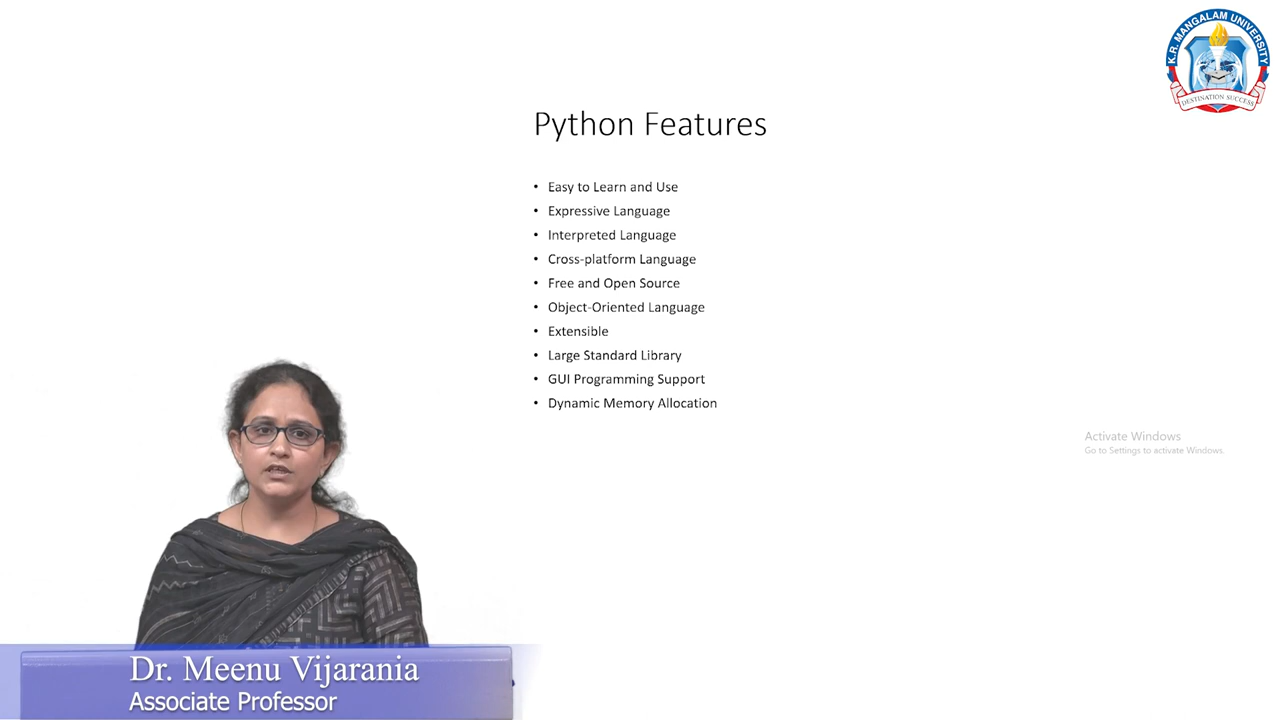 K.R. MANGALAM UNIVERSITY
DESTINATION SUCCESS
Python Features
• Easy to Learn and Use
• Expressive Language
• Interpreted Language
• Cross-platform Language
• Free and Open Source
• Object-Oriented Language
• Extensible
• Large Standard Library
• GUI Programming Support
• Dynamic Memory Allocation
Activate Windows
Go to Settings to activate Windows.
Dr. Meenu Vijarania
Associate Professor